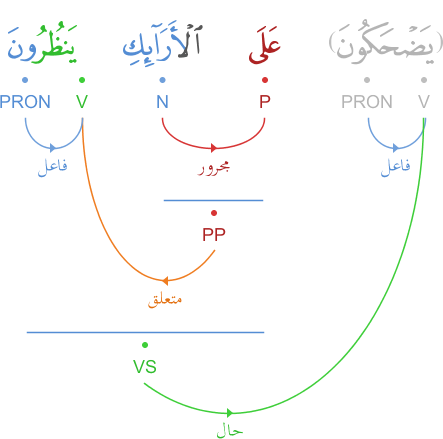 (يَضْحَكُونَ) عَلَى ٱلْأَرَآئِكِ يَنظُرُونَ
V PRON P N V PRON
فاعل مجرور فاعل
PP
متعلق
VS
حال